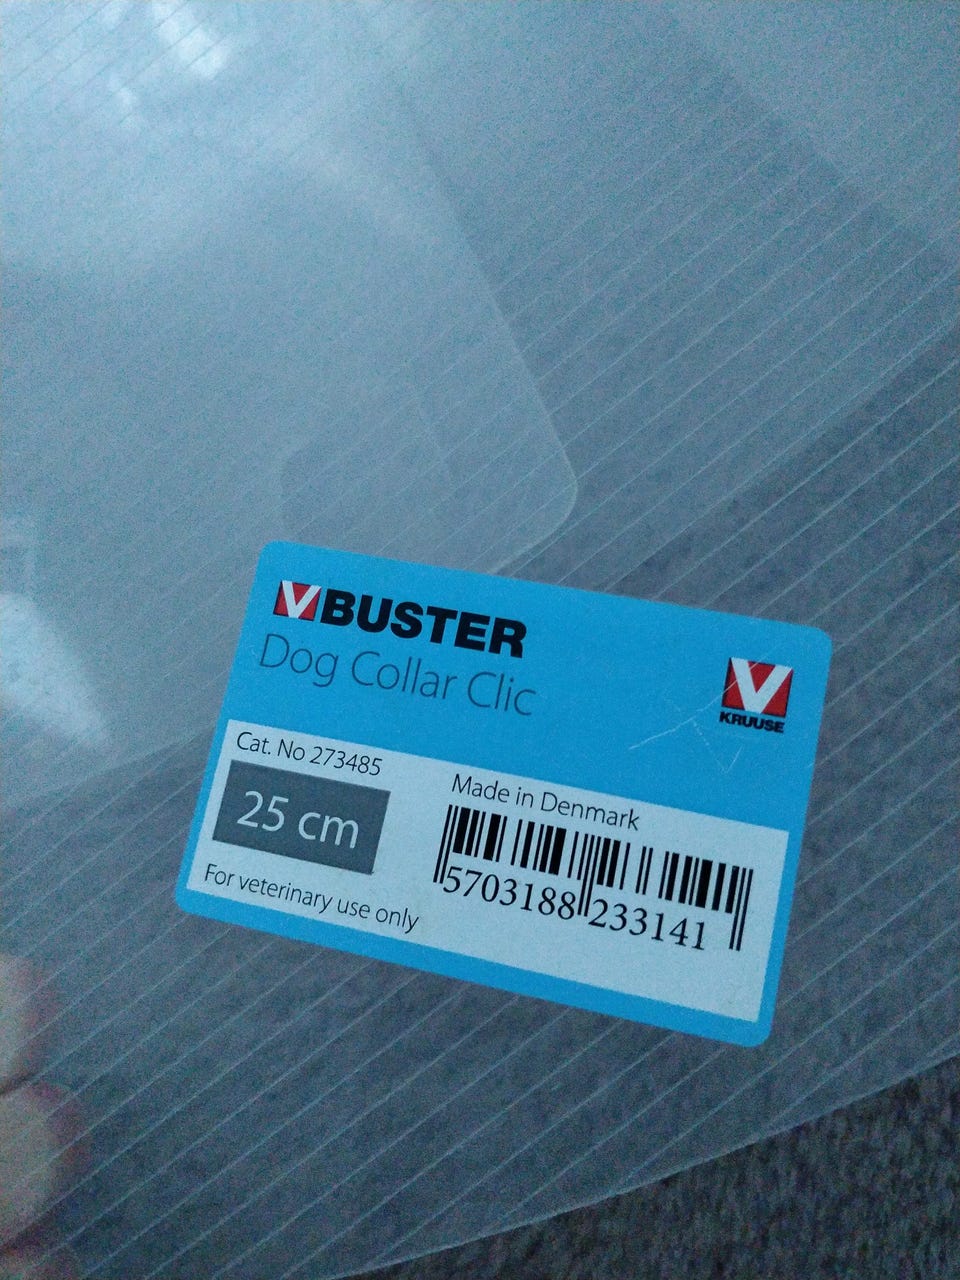 V BUSTER
Dog Collar Clic
V
KRUUSE
Cat. No 273485
25 cm
For veterinary use only
Made in Denmark
5703188 233141